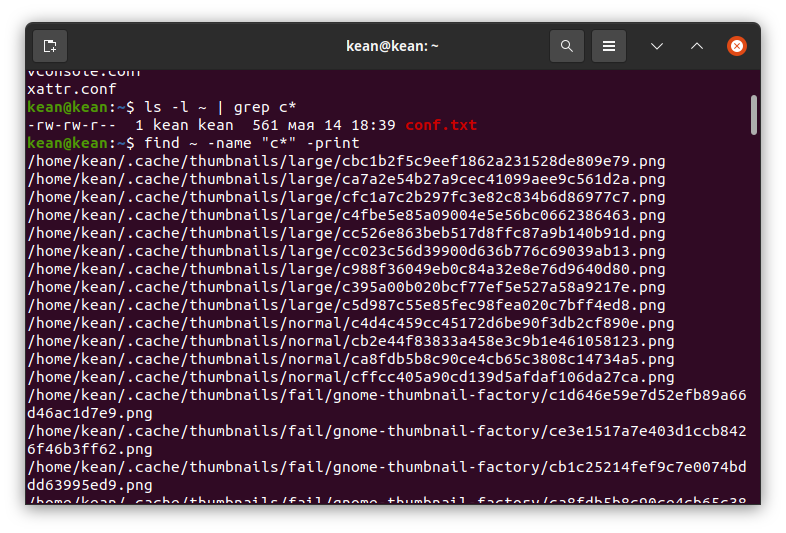 kean@kean: ~
vconsole.conf
xattr.conf
kean@kean:~$ ls -l ~ | grep c*
-rw-rw-r--  1 kean kean  561 мая 14 18:39 conf.txt
kean@kean:~$ find ~ -name "c*" -print
/home/kean/.cache/thumbnails/large/cbc1b2f5c9eef1862a231528de809e79.png
/home/kean/.cache/thumbnails/large/ca7a2e54b27a9cec41099aee9c561d2a.png
/home/kean/.cache/thumbnails/large/cfc1a7c2b297fc3e82c834b6d86977c7.png
/home/kean/.cache/thumbnails/large/c4fbe5e85a09004e5e56bc0662386463.png
/home/kean/.cache/thumbnails/large/cc526e863beb517d8ffc87a9b140b91d.png
/home/kean/.cache/thumbnails/large/cc023c56d39900d636b776c69039ab13.png
/home/kean/.cache/thumbnails/large/c988f36049eb0c84a32e8e76d9640d80.png
/home/kean/.cache/thumbnails/large/c395a00b020bcf77ef5e527a58a9217e.png
/home/kean/.cache/thumbnails/large/c5d987c55e85fec98fea020c7bff4ed8.png
/home/kean/.cache/thumbnails/normal/c4d4c459cc45172d6be90f3db2cf890e.png
/home/kean/.cache/thumbnails/normal/cb2e44f83833a458e3c9b1e461058123.png
/home/kean/.cache/thumbnails/normal/ca8fdb5b8c90ce4cb65c3808c14734a5.png
/home/kean/.cache/thumbnails/normal/cffcc405a90cd139d5afdaf106da27ca.png
/home/kean/.cache/thumbnails/fail/gnome-thumbnail-factory/c1d646e59e7d52efb89a66
d46ac1d7e9.png
/home/kean/.cache/thumbnails/fail/gnome-thumbnail-factory/ce3e1517a7e403d1ccb842
6f46b3ff62.png
/home/kean/.cache/thumbnails/fail/gnome-thumbnail-factory/cb1c25214fef9c7e0074bd
dd63995ed9.png
/home/kean/.cache/thumbnails/fail/gnome-thumbnail-factory/ca8fdb5b8c90ce4cb65c38